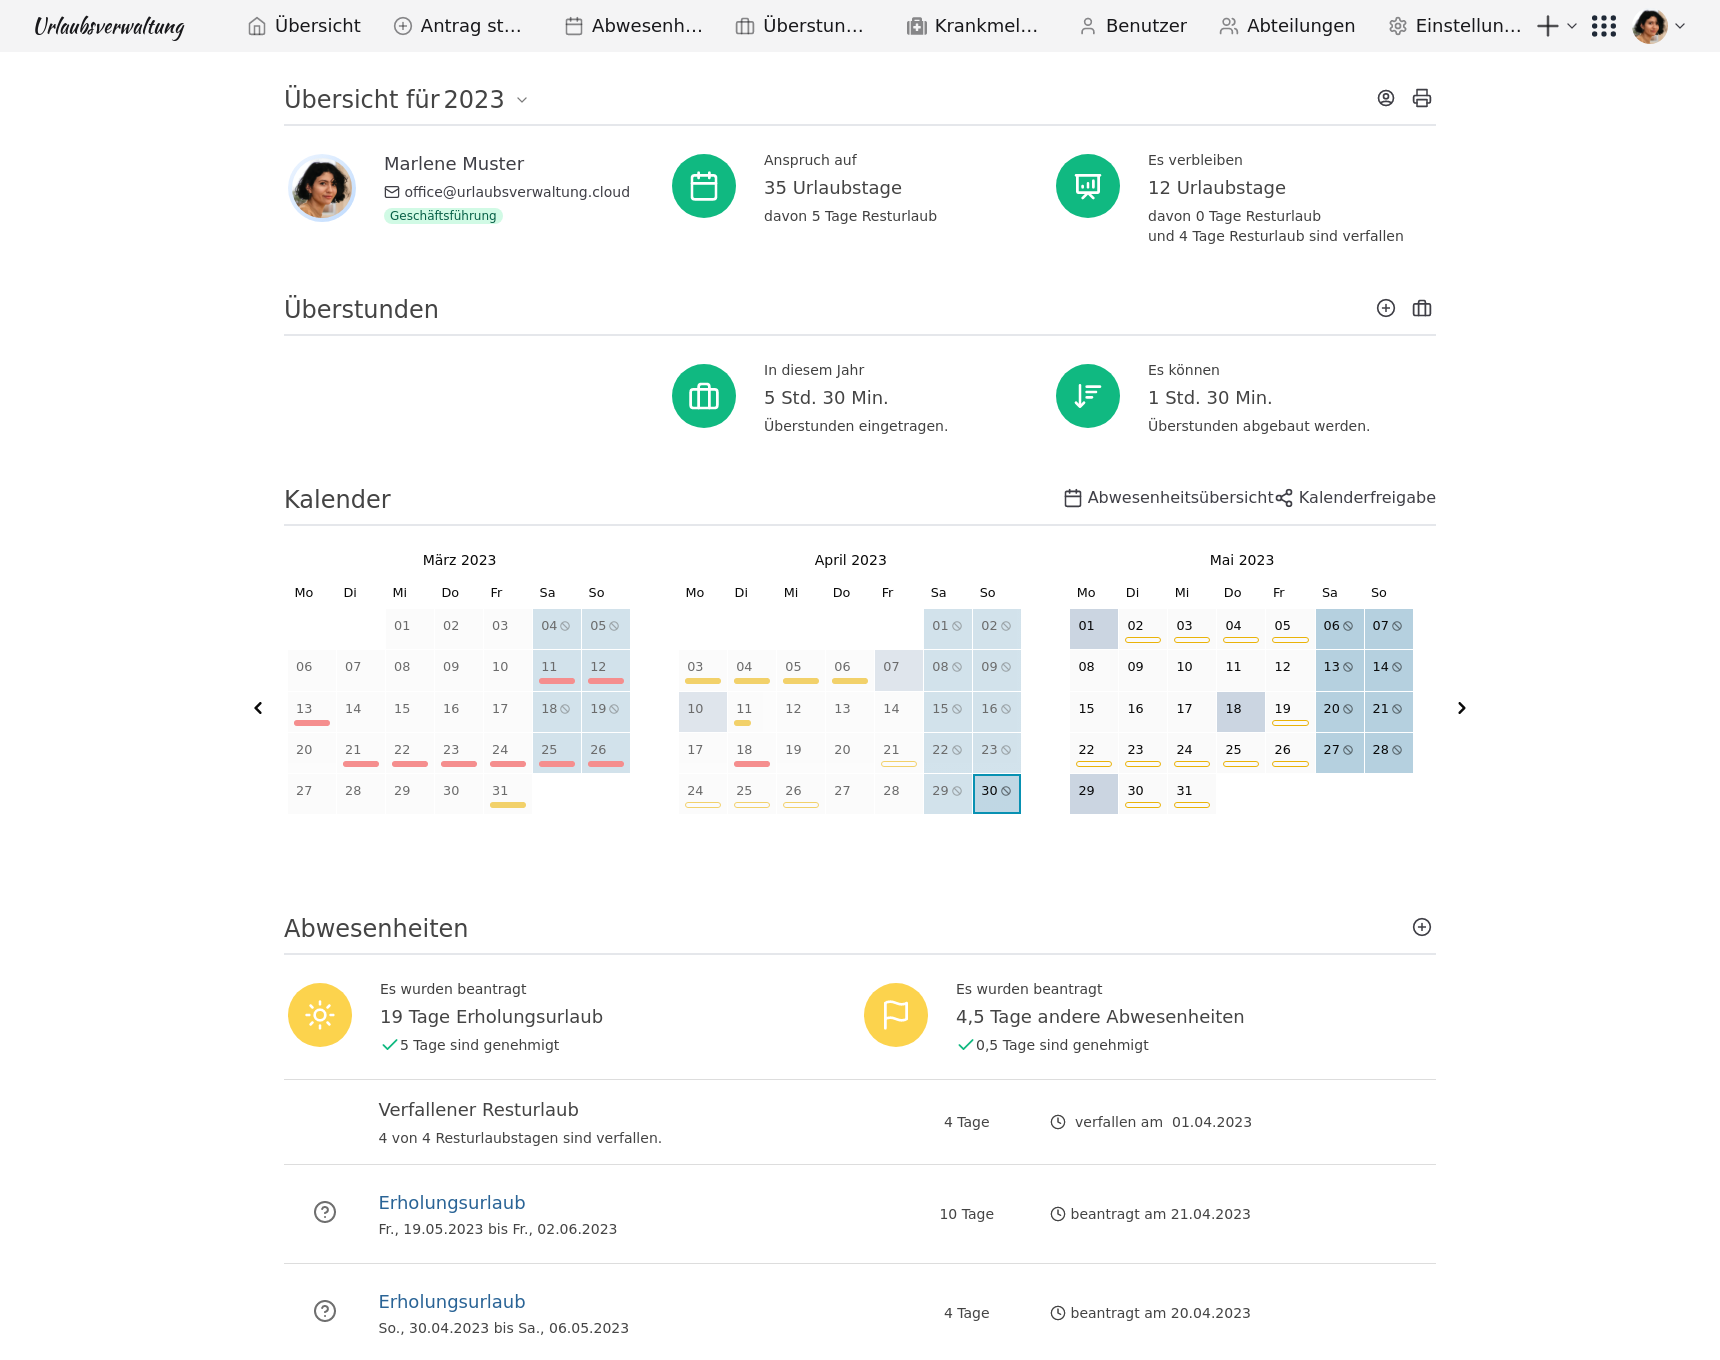 Urlaubsverwaltung Übersicht Antrag st... Abwesenh... Überstun... Krankmel... Benutzer Abteilungen Einstellun...
Übersicht für 2023
Marlene Muster
office@urlaubsverwaltung.cloud
Geschäftsführung
Anspruch auf
35 Urlaubstage
davon 5 Tage Resturlaub
Es verbleiben
12 Urlaubstage
davon 0 Tage Resturlaub
und 4 Tage Resturlaub sind verfallen
Überstunden
In diesem Jahr
5 Std. 30 Min.
Überstunden eingetragen.
Es können
1 Std. 30 Min.
Überstunden abgebaut werden.
Kalender
Abwesenheitsübersicht Kalenderfreigabe
März 2023
Mo Di Mi Do Fr Sa So
01 02 03 04 05
06 07 08 09 10 11 12
13 14 15 16 17 18 19
20 21 22 23 24 25 26
27 28 29 30 31
April 2023
Mo Di Mi Do Fr Sa So
01 02
03 04 05 06 07 08 09
10 11 12 13 14 15 16
17 18 19 20 21 22 23
24 25 26 27 28 29 30
Mai 2023
Mo Di Mi Do Fr Sa So
01 02 03 04 05 06 07
08 09 10 11 12 13 14
15 16 17 18 19 20 21
22 23 24 25 26 27 28
29 30 31
Abwesenheiten
Es wurden beantragt
19 Tage Erholungsurlaub
5 Tage sind genehmigt
Es wurden beantragt
4,5 Tage andere Abwesenheiten
0,5 Tage sind genehmigt
Verfallener Resturlaub
4 von 4 Resturlaubstagen sind verfallen.
4 Tage
verfallen am 01.04.2023
Erholungsurlaub
Fr., 19.05.2023 bis Fr., 02.06.2023
10 Tage
beantragt am 21.04.2023
Erholungsurlaub
So., 30.04.2023 bis Sa., 06.05.2023
4 Tage
beantragt am 20.04.2023